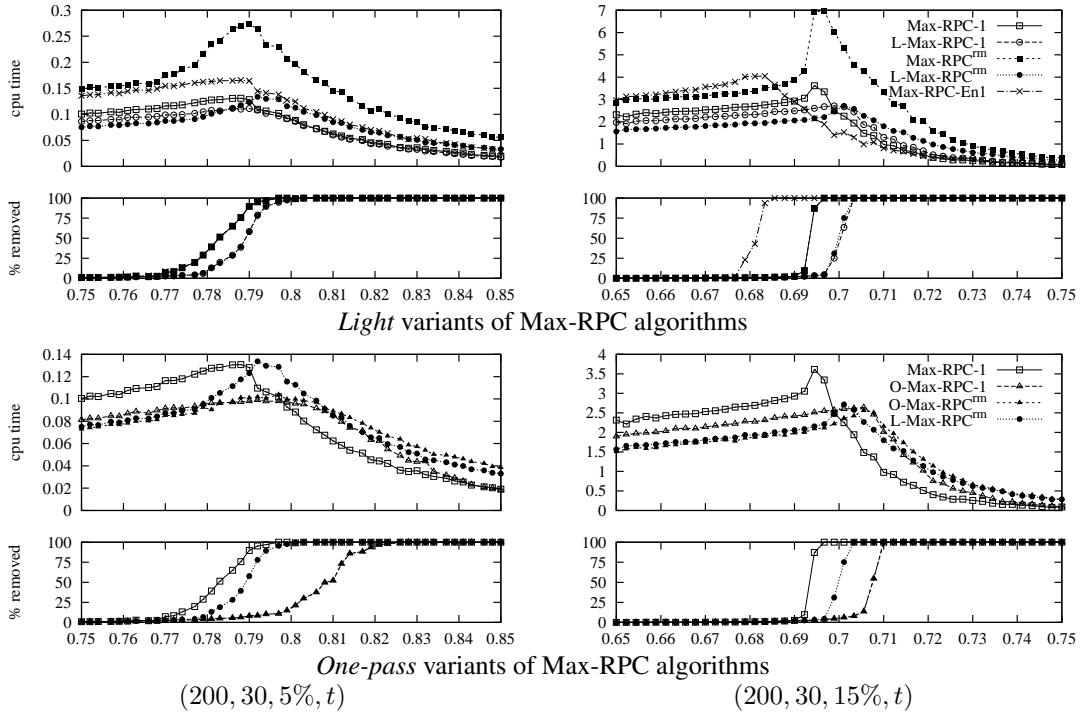 0.3
0.25
0.2
0.15
0.1
0.05
0
cpu time
7
6
5
4
3
2
1
0
Max-RPC-1
L-Max-RPC-1
Max-RPC^rm
L-Max-RPC^rm
Max-RPC-En1
100
75
50
25
0
% removed
0.75 0.76 0.77 0.78 0.79 0.8 0.81 0.82 0.83 0.84 0.85
100
75
50
25
0
0.65 0.66 0.67 0.68 0.69 0.7 0.71 0.72 0.73 0.74 0.75
Light variants of Max-RPC algorithms
0.14
0.12
0.1
0.08
0.06
0.04
0.02
0
cpu time
4
3.5
3
2.5
2
1.5
1
0.5
0
Max-RPC-1
O-Max-RPC-1
O-Max-RPC^rm
L-Max-RPC^rm
100
75
50
25
0
% removed
0.75 0.76 0.77 0.78 0.79 0.8 0.81 0.82 0.83 0.84 0.85
100
75
50
25
0
0.65 0.66 0.67 0.68 0.69 0.7 0.71 0.72 0.73 0.74 0.75
One-pass variants of Max-RPC algorithms
(200, 30, 5%, t)
(200, 30, 15%, t)